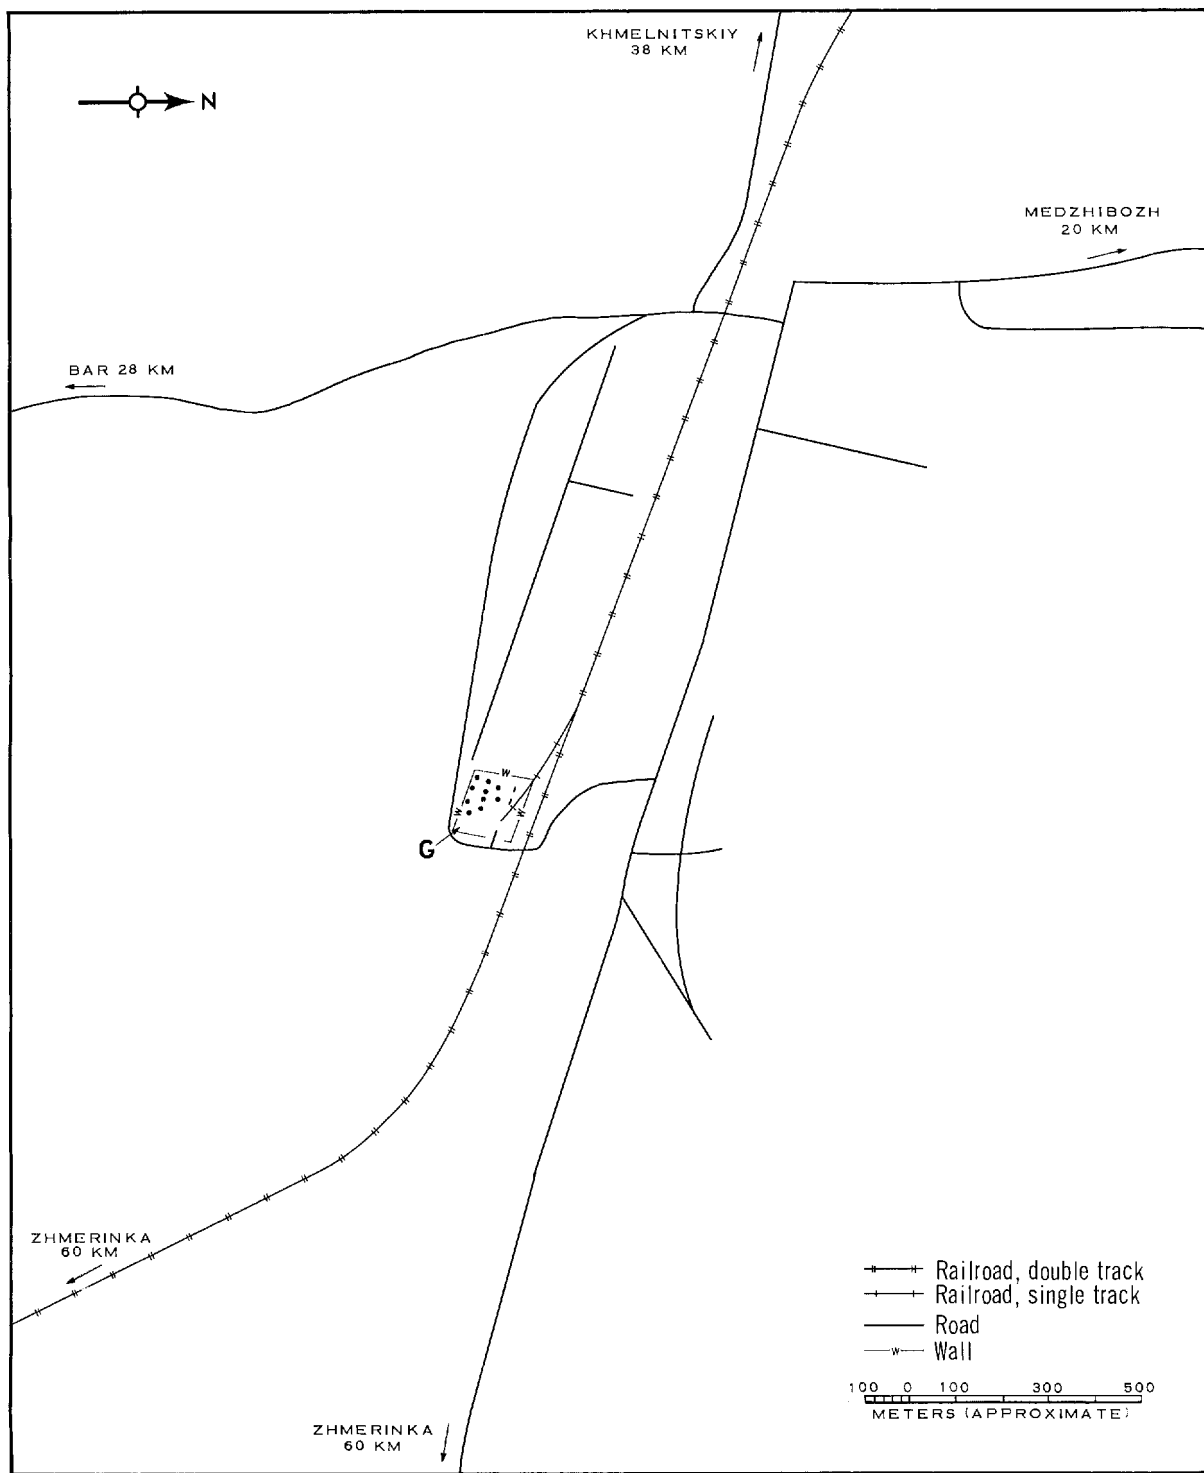 KHMELNITSKIY
38 KM
N
MEDZHIBOZH
20 KM
BAR 28 KM
W
W
W
G
ZHMERINKA
60 KM
Railroad, double track
Railroad, single track
Road
W Wall
100 0 100 300 500
METERS (APPROXIMATE)
ZHMERINKA
60 KM